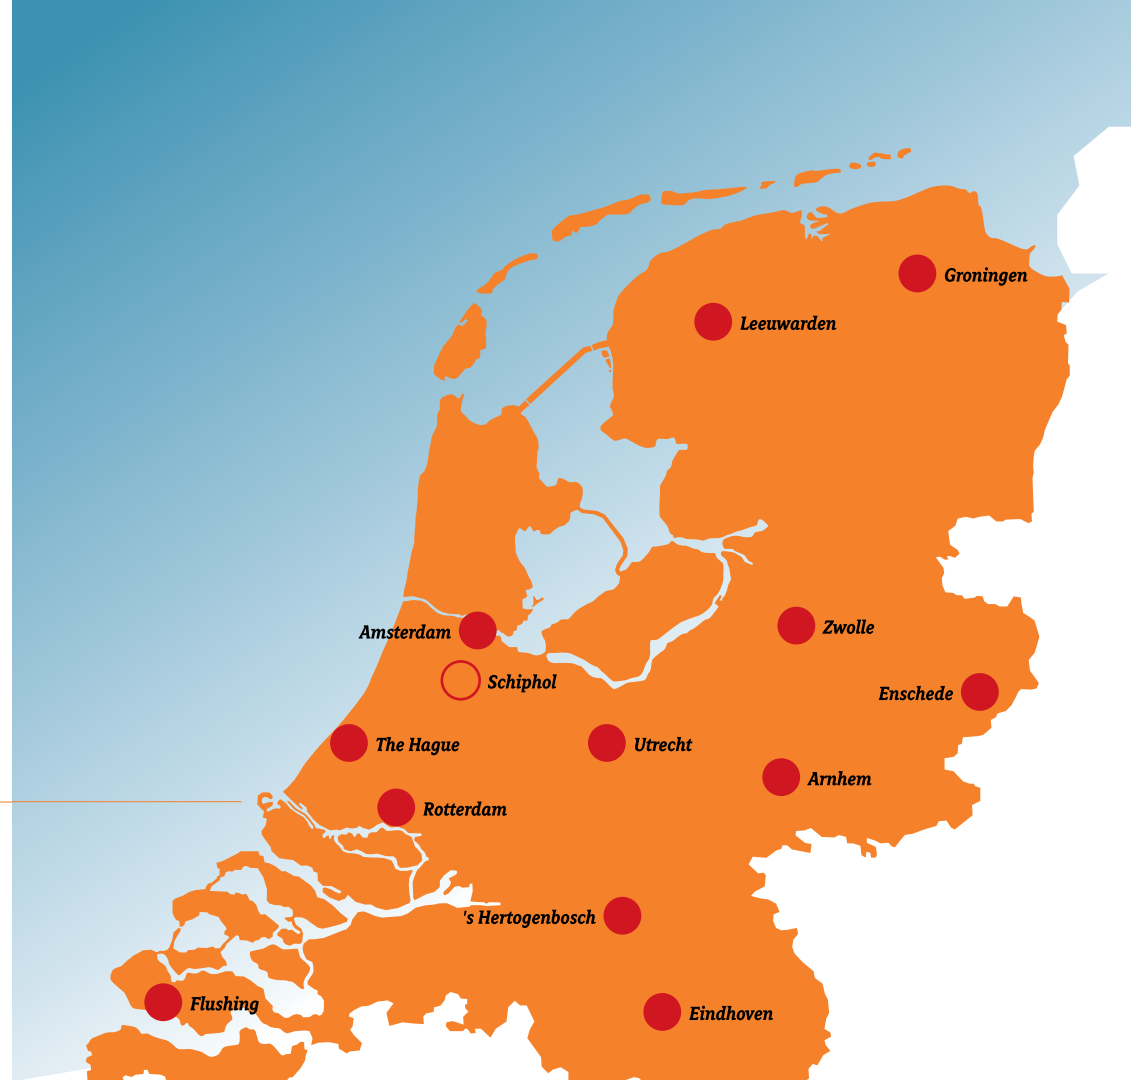 Groningen
Leeuwarden
Amsterdam
Zwolle
Schiphol
Enschede
The Hague
Utrecht
Arnhem
Rotterdam
's Hertogenbosch
Flushing
Eindhoven